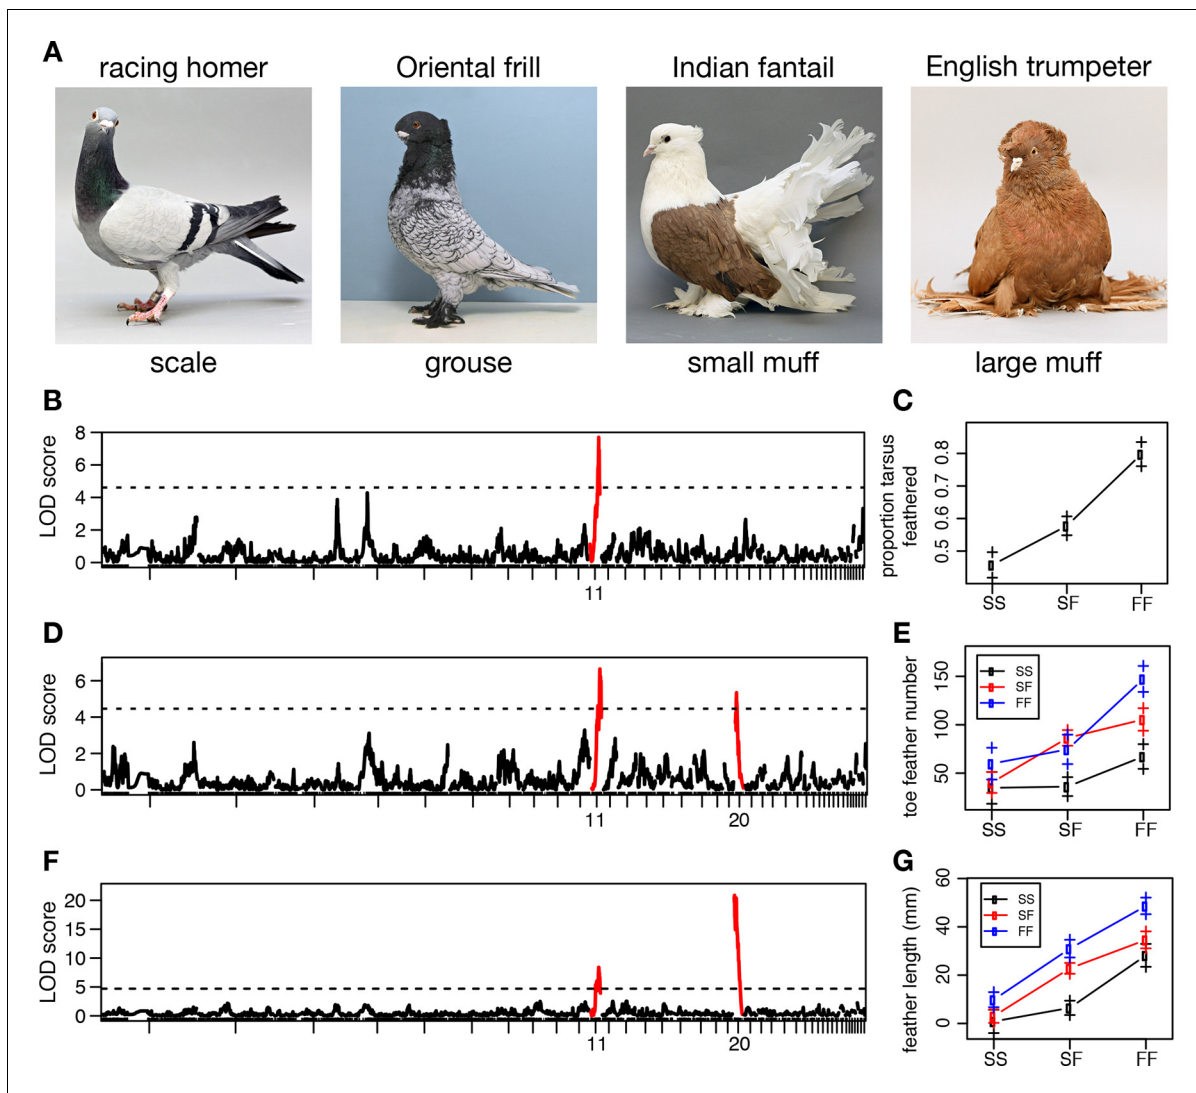 A
racing homer
Oriental frill
Indian fantail
English trumpeter
scale
grouse
small muff
large muff
B
LOD score
8
6
4
2
0
11
C
proportion tarsus
feathered
0.8
0.7
0.6
0.5
SS
SF
FF
D
LOD score
6
4
2
0
11
20
E
toe feather number
150
100
50
SS
SF
FF
SS
SF
FF
F
LOD score
20
15
10
5
0
11
20
G
feather length (mm)
60
40
20
0
SS
SF
FF
SS
SF
FF